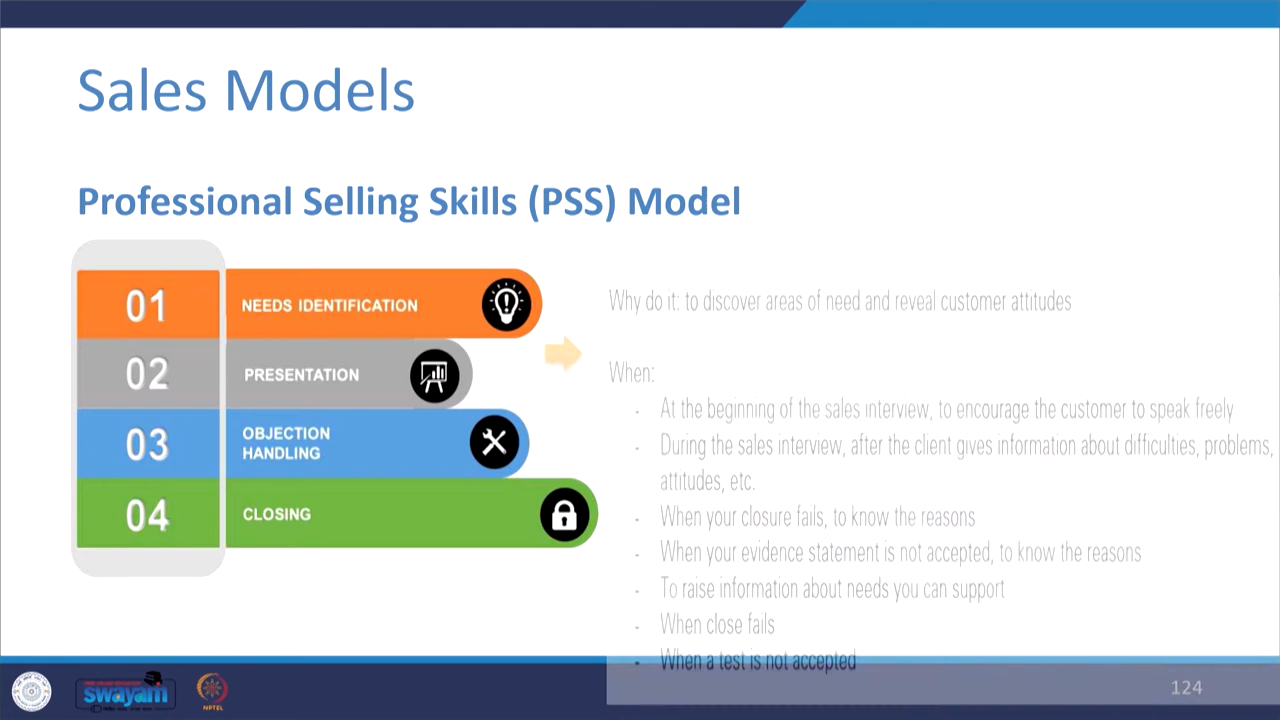 Sales Models
Professional Selling Skills (PSS) Model
01
NEEDS IDENTIFICATION
02
PRESENTATION
03
OBJECTION
HANDLING
04
CLOSING
Why do it: to discover areas of need and reveal customer attitudes
When:
- At the beginning of the sales interview, to encourage the customer to speak freely
- During the sales interview, after the client gives information about difficulties, problems,
attitudes, etc.
- When your closure fails, to know the reasons
- When your evidence statement is not accepted, to know the reasons
- To raise information about needs you can support
- When close fails
- When a test is not accepted
swayam
NPTEL
124